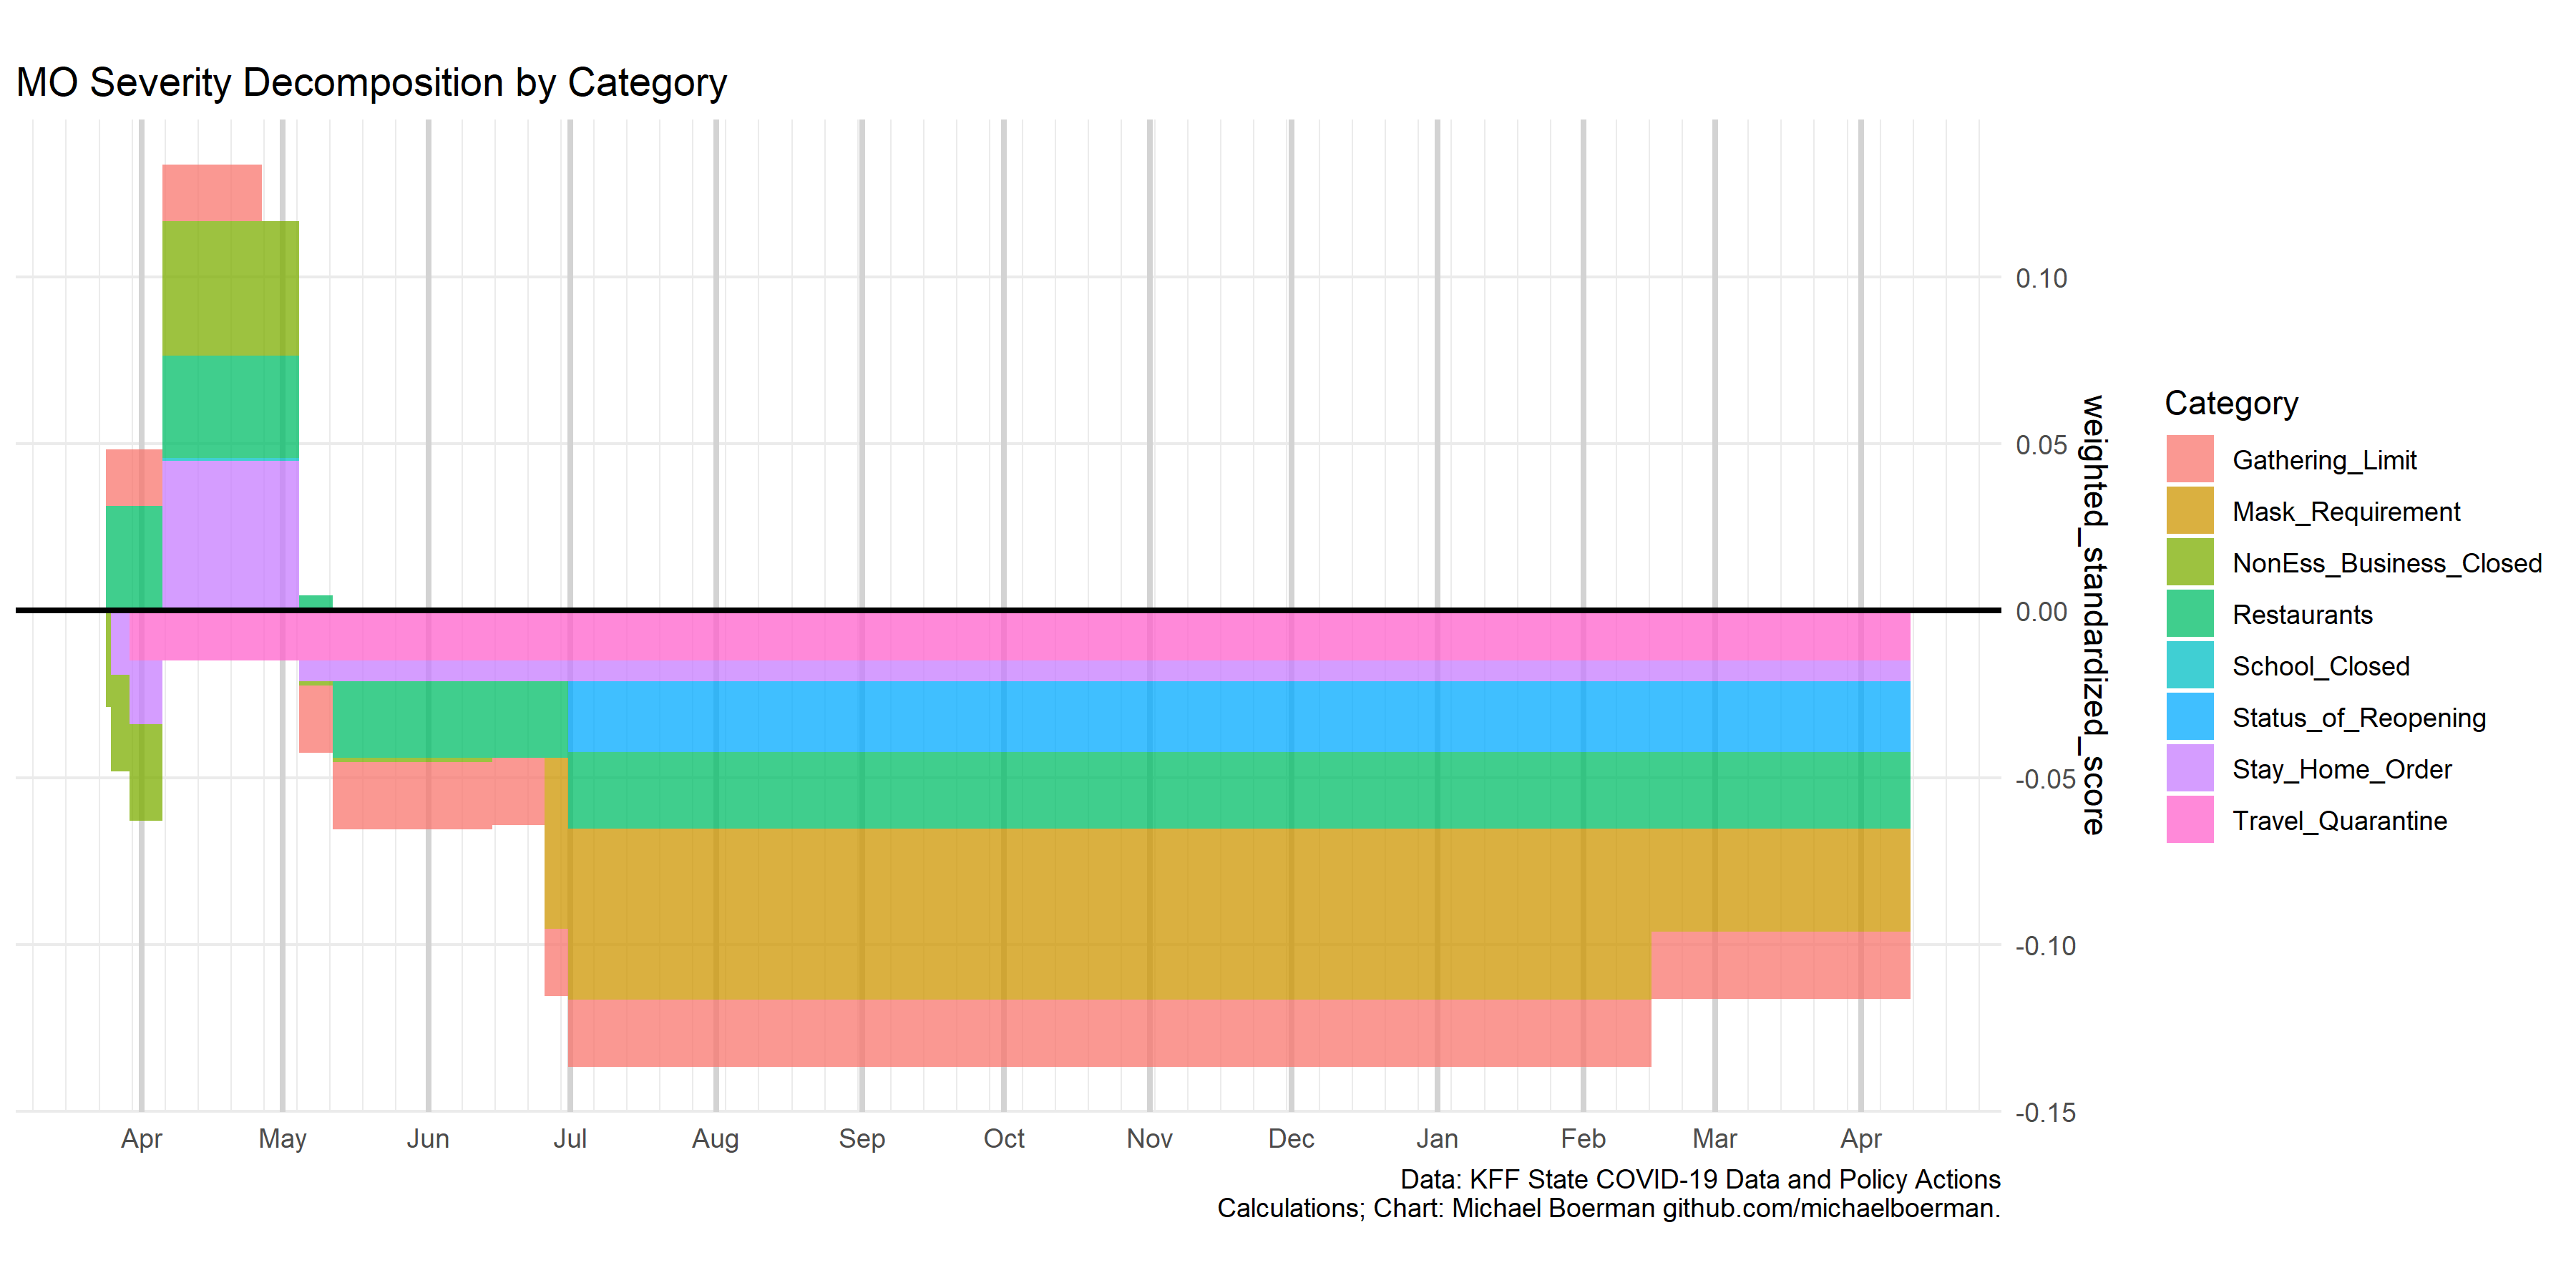 MO Severity Decomposition by Category
0.10
0.05
0.00
-0.05
-0.10
-0.15
weighted_standardized_score
Category
Gathering_Limit
Mask_Requirement
NonEss_Business_Closed
Restaurants
School_Closed
Status_of_Reopening
Stay_Home_Order
Travel_Quarantine
Apr May Jun Jul Aug Sep Oct Nov Dec Jan Feb Mar Apr
Data: KFF State COVID-19 Data and Policy Actions
Calculations; Chart: Michael Boerman github.com/michaelboerman.